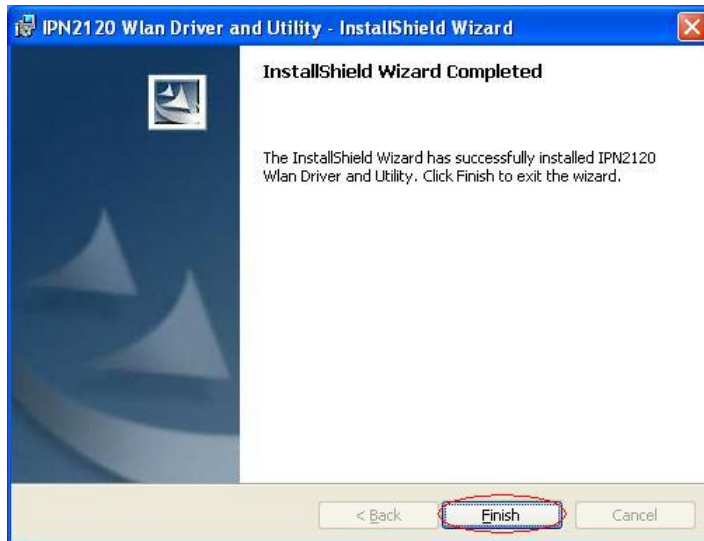 IPN2120 Wlan Driver and Utility - InstallShield Wizard
InstallShield Wizard Completed
The InstallShield Wizard has successfully installed IPN2120
Wlan Driver and Utility. Click Finish to exit the wizard.
< Back Finish Cancel